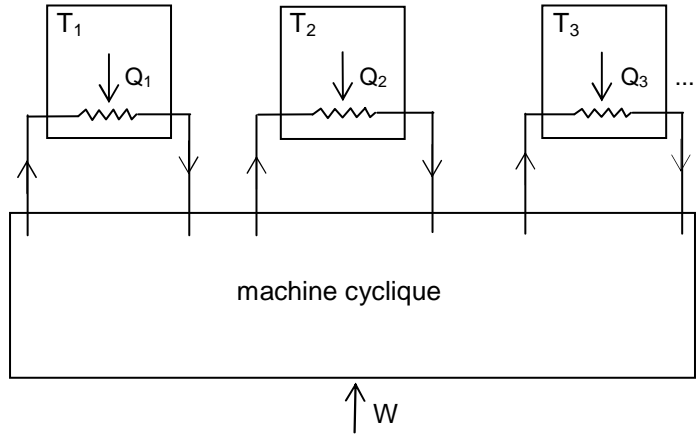 T₁ T₂ T₃
Q₁ Q₂ Q₃ ...
machine cyclique
W